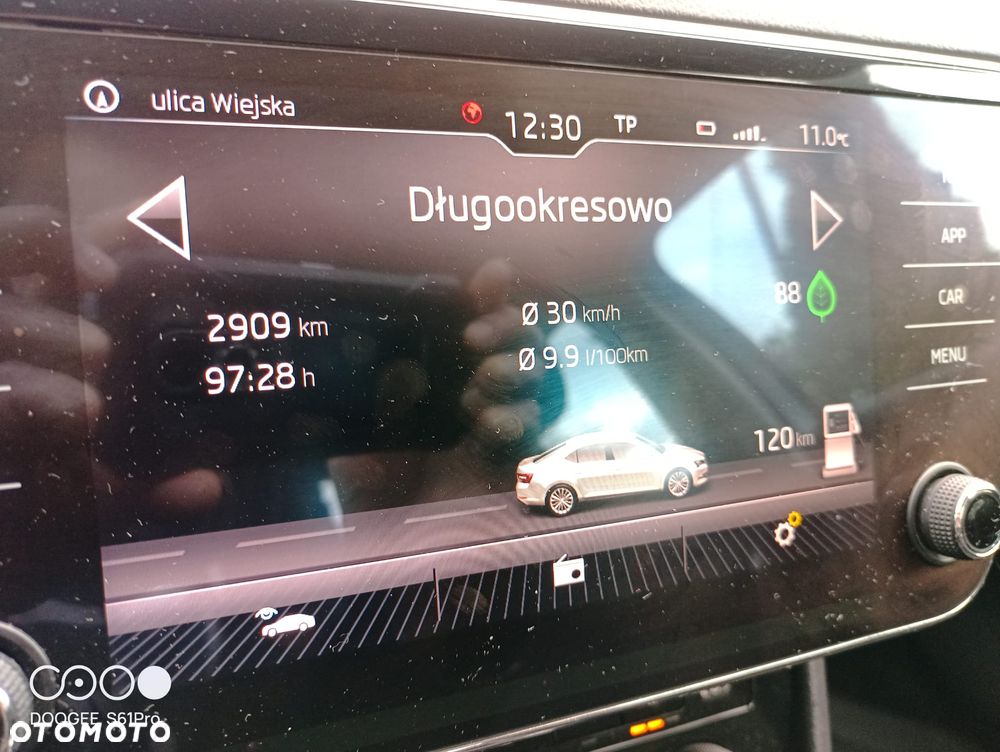 ulica Wiejska
12:30
TP
11.0°C
Długookresowo
88
2909 km
Ø 30 km/h
97:28 h
Ø 9.9 l/100km
120 km
APP
CAR
MENU
DOOGEE S61Pro
OTOMOTO